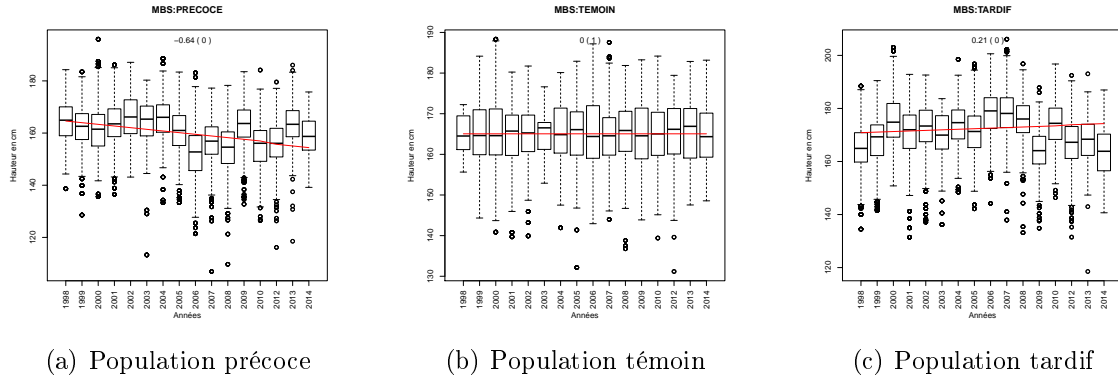 MBS:PRECOCE
−0.64 ( 0 )
Hauteur en cm
120 140 160 180
1998 1999 2000 2001 2002 2003 2004 2005 2006 2007 2008 2009 2010 2012 2013 2014
Années
(a) Population précoce
MBS:TEMOIN
0 ( 1 )
Hauteur en cm
130 140 150 160 170 180 190
1998 1999 2000 2001 2002 2003 2004 2005 2006 2007 2008 2009 2010 2012 2013 2014
Années
(b) Population témoin
MBS:TARDIF
0.21 ( 0 )
Hauteur en cm
120 140 160 180 200
1998 1999 2000 2001 2002 2003 2004 2005 2006 2007 2008 2009 2010 2012 2013 2014
Années
(c) Population tardif